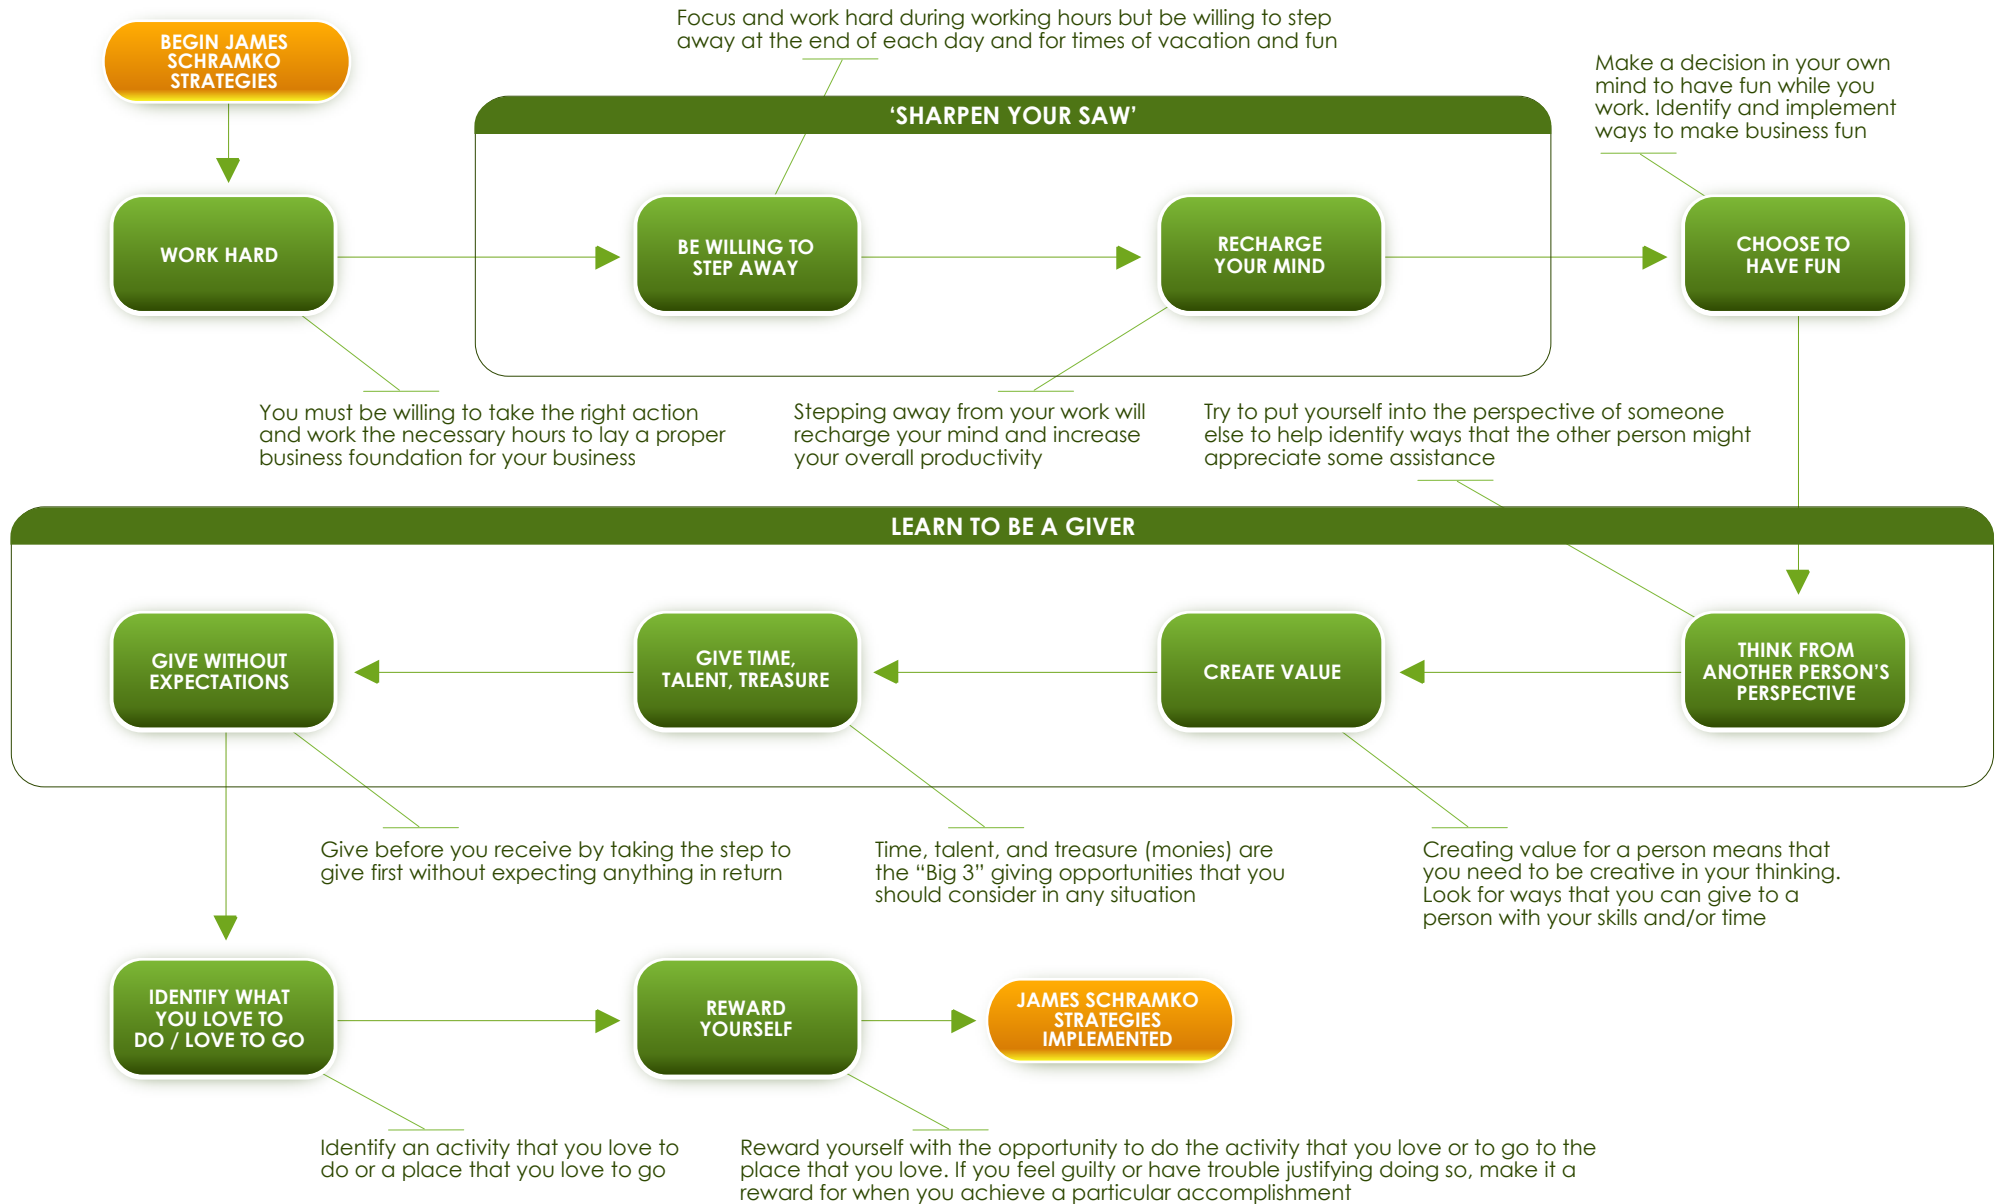 BEGIN JAMES
SCHRAMKO
STRATEGIES
Focus and work hard during working hours but be willing to step
away at the end of each day and for times of vacation and fun
Make a decision in your own
mind to have fun while you
work. Identify and implement
ways to make business fun
‘SHARPEN YOUR SAW’
WORK HARD
BE WILLING TO
STEP AWAY
RECHARGE
YOUR MIND
CHOOSE TO
HAVE FUN
You must be willing to take the right action
and work the necessary hours to lay a proper
business foundation for your business
Stepping away from your work will
recharge your mind and increase
your overall productivity
Try to put yourself into the perspective of someone
else to help identify ways that the other person might
appreciate some assistance
LEARN TO BE A GIVER
GIVE WITHOUT
EXPECTATIONS
GIVE TIME,
TALENT, TREASURE
CREATE VALUE
THINK FROM
ANOTHER PERSON’S
PERSPECTIVE
Give before you receive by taking the step to
give first without expecting anything in return
Time, talent, and treasure (monies) are
the “Big 3” giving opportunities that you
should consider in any situation
Creating value for a person means that
you need to be creative in your thinking.
Look for ways that you can give to a
person with your skills and/or time
IDENTIFY WHAT
YOU LOVE TO
DO / LOVE TO GO
REWARD
YOURSELF
JAMES SCHRAMKO
STRATEGIES
IMPLEMENTED
Identify an activity that you love to
do or a place that you love to go
Reward yourself with the opportunity to do the activity that you love or to go to the
place that you love. If you feel guilty or have trouble justifying doing so, make it a
reward for when you achieve a particular accomplishment